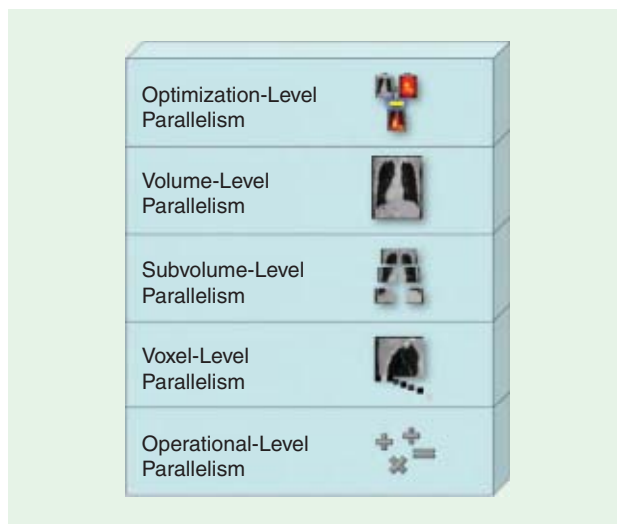 Optimization-Level
Parallelism
Volume-Level
Parallelism
Subvolume-Level
Parallelism
Voxel-Level
Parallelism
Operational-Level
Parallelism